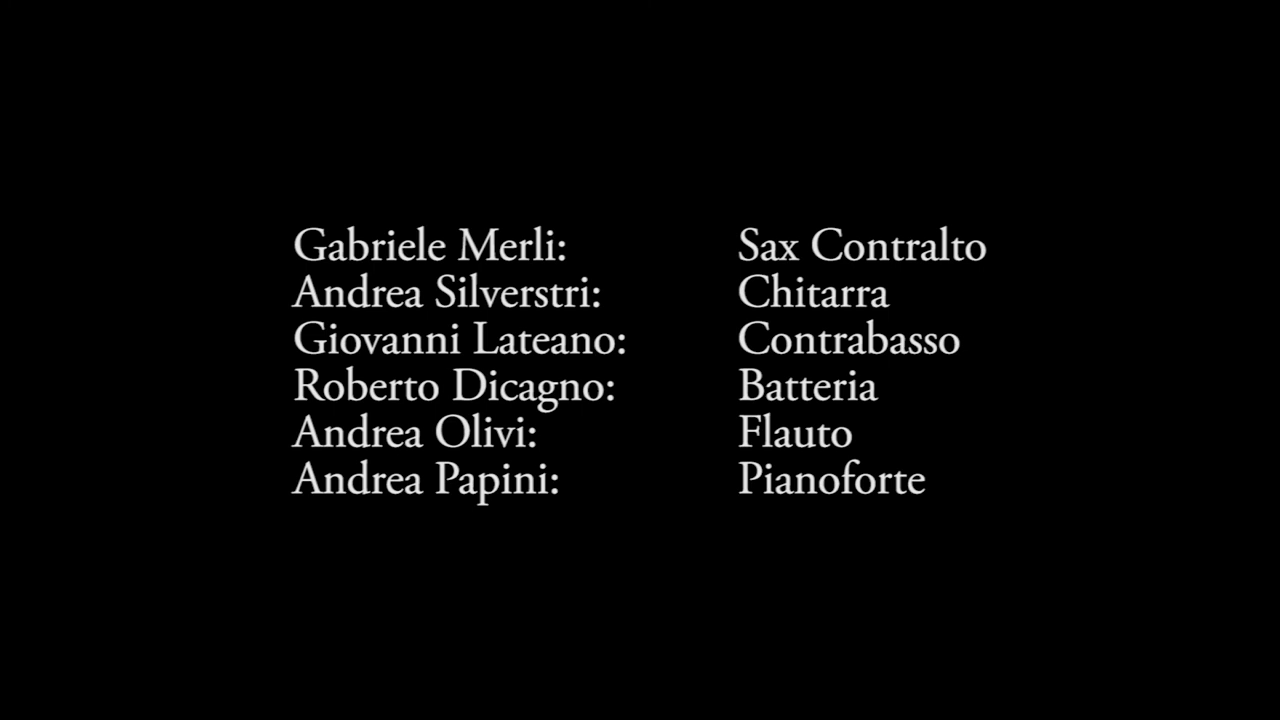 Gabriele Merli: Sax Contralto
Andrea Silverstri: Chitarra
Giovanni Lateano: Contrabasso
Roberto Dicagno: Batteria
Andrea Olivi: Flauto
Andrea Papini: Pianoforte